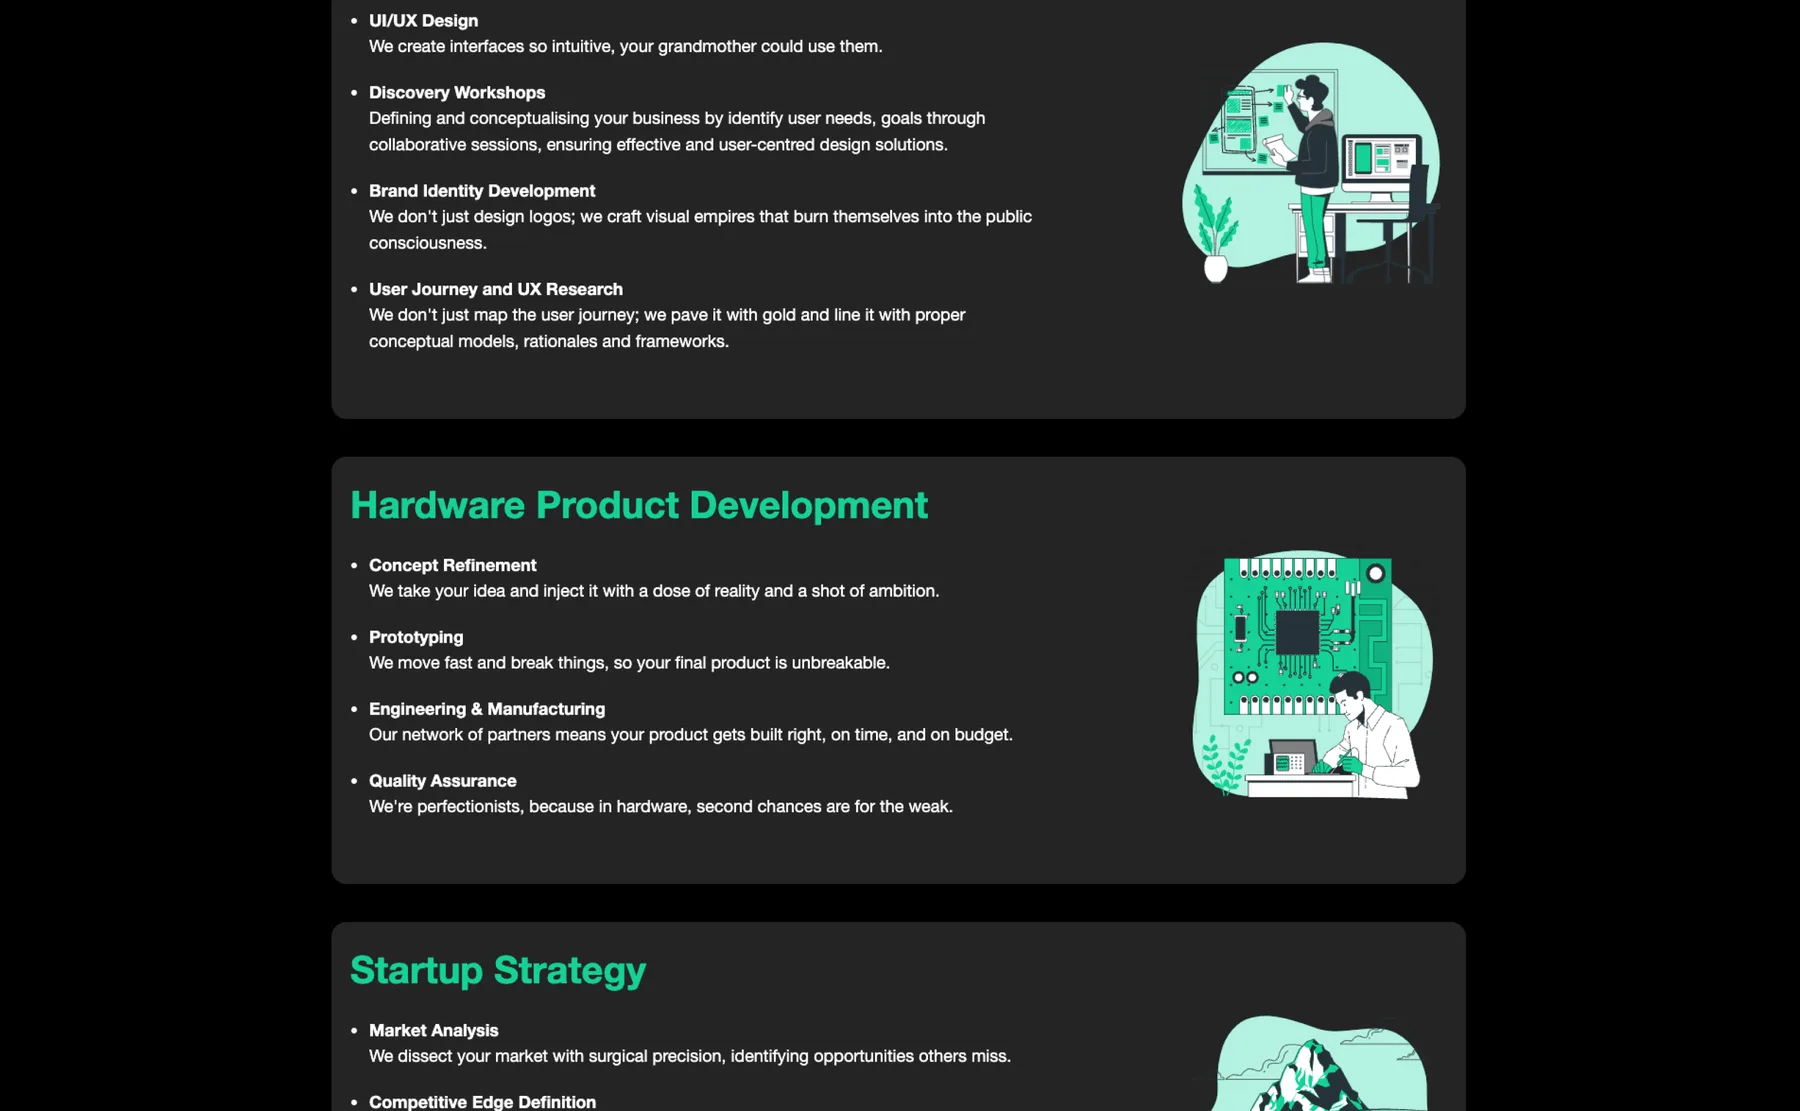 • UI/UX Design
We create interfaces so intuitive, your grandmother could use them.
• Discovery Workshops
Defining and conceptualising your business by identify user needs, goals through
collaborative sessions, ensuring effective and user-centred design solutions.
• Brand Identity Development
We don't just design logos; we craft visual empires that burn themselves into the public
consciousness.
• User Journey and UX Research
We don't just map the user journey; we pave it with gold and line it with proper
conceptual models, rationales and frameworks.
Hardware Product Development
• Concept Refinement
We take your idea and inject it with a dose of reality and a shot of ambition.
• Prototyping
We move fast and break things, so your final product is unbreakable.
• Engineering & Manufacturing
Our network of partners means your product gets built right, on time, and on budget.
• Quality Assurance
We're perfectionists, because in hardware, second chances are for the weak.
Startup Strategy
• Market Analysis
We dissect your market with surgical precision, identifying opportunities others miss.
• Competitive Edge Definition